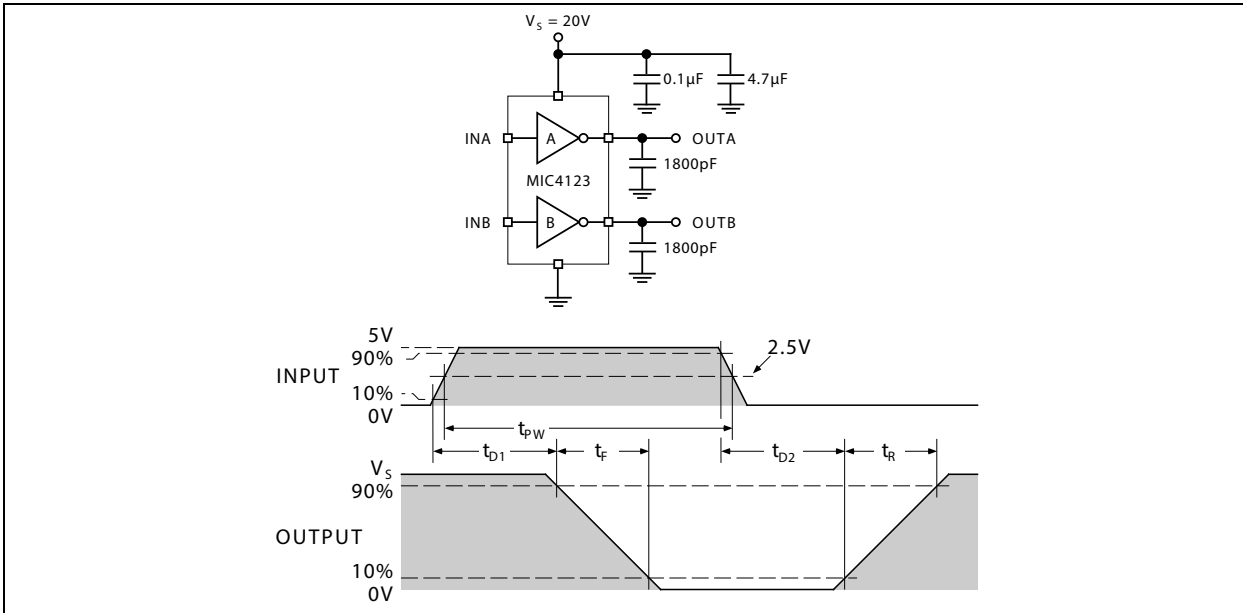 V_S = 20V
0.1µF
4.7µF
INA
A
OUTA
1800pF
MIC4123
INB
B
OUTB
1800pF
INPUT
5V
90%
10%
0V
2.5V
t_PW
t_D1
t_F
t_D2
t_R
OUTPUT
V_S
90%
10%
0V